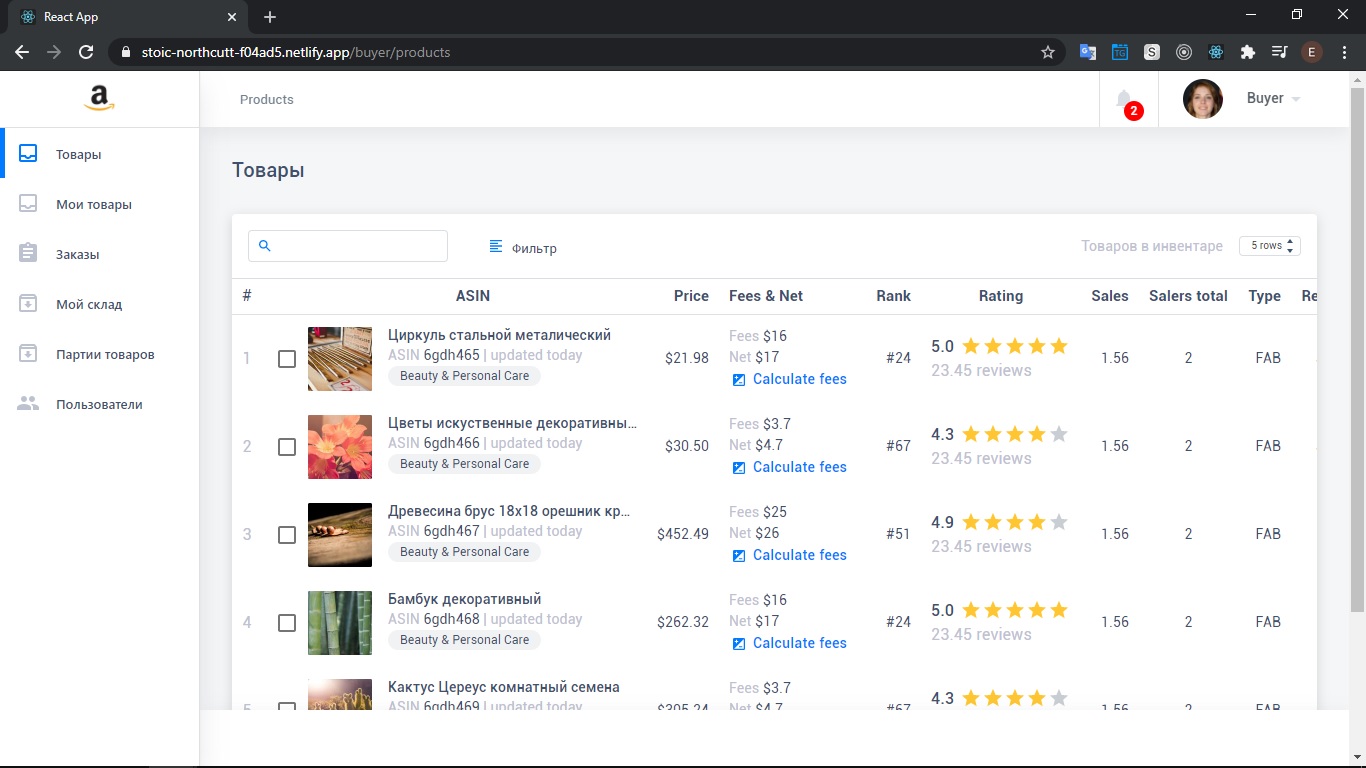 React App
stoic-northcutt-f04ad5.netlify.app/buyer/products
TG
S
E
a
Products
2
Buyer
Товары
Мои товары
Заказы
Мой склад
Партии товаров
Пользователи
Товары
Фильтр
Товаров в инвентаре
5 rows
# ASIN Price Fees & Net Rank Rating Sales Salers total Type Re
1 Циркуль стальной металический
ASIN 6gdh465 | updated today
Beauty & Personal Care
$21.98
Fees $16
Net $17
Calculate fees
#24
5.0
23.45 reviews
1.56 2 FAB
2 Цветы искуственные декоративны...
ASIN 6gdh466 | updated today
Beauty & Personal Care
$30.50
Fees $3.7
Net $4.7
Calculate fees
#67
4.3
23.45 reviews
1.56 2 FAB
3 Древесина брус 18х18 орешник кр...
ASIN 6gdh467 | updated today
Beauty & Personal Care
$452.49
Fees $25
Net $26
Calculate fees
#51
4.9
23.45 reviews
1.56 2 FAB
4 Бамбук декоративный
ASIN 6gdh468 | updated today
Beauty & Personal Care
$262.32
Fees $16
Net $17
Calculate fees
#24
5.0
23.45 reviews
1.56 2 FAB
5 Кактус Цереус комнатный семена
ASIN 6gdh469 | updated today
$305.24
Fees $3.7
Net $4.7
#67
4.3
1.56 2 FAB